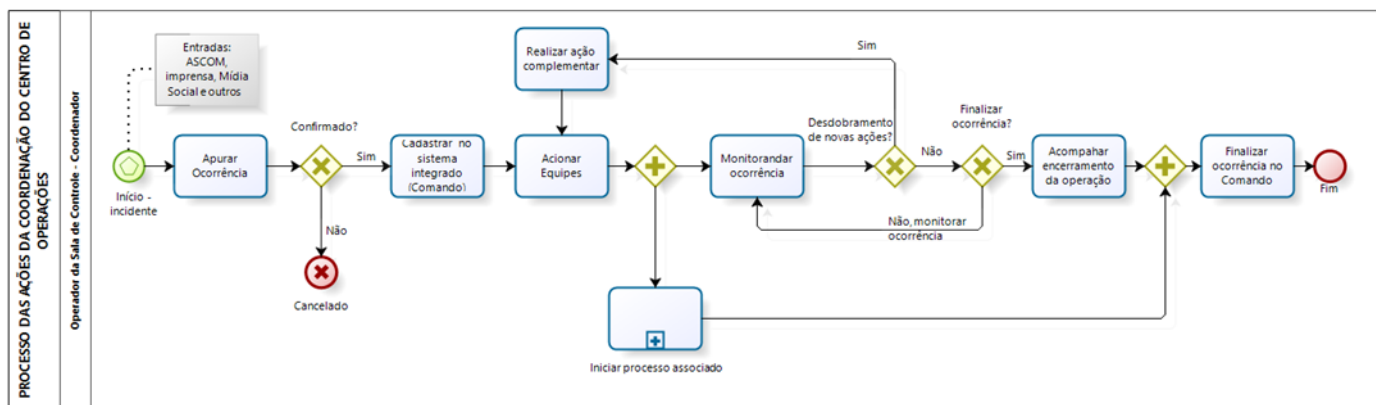 PROCESSO DAS AÇÕES DA COORDENAÇÃO DO CENTRO DE
OPERAÇÕES
Operador da Sala de Controle - Coordenador
Entradas:
ASCOM,
imprensa, Mídia
Social e outros
Início -
incidente
Apurar
Ocorrência
Confirmado?
Sim
Não
Cancelado
Cadastrar no
sistema
integrado
(Comando)
Realizar ação
complementar
Acionar
Equipes
Iniciar processo associado
Monitorandar
ocorrência
Desdobramento
de novas ações?
Sim
Não
Finalizar
ocorrência?
Sim
Não, monitorar
ocorrência
Acompahar
encerramento
da operação
Finalizar
ocorrência no
Comando
Fim